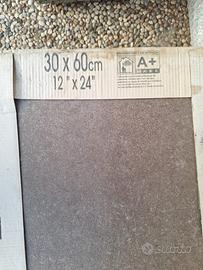 30 x 60cm
12 " x 24"
A+
subito